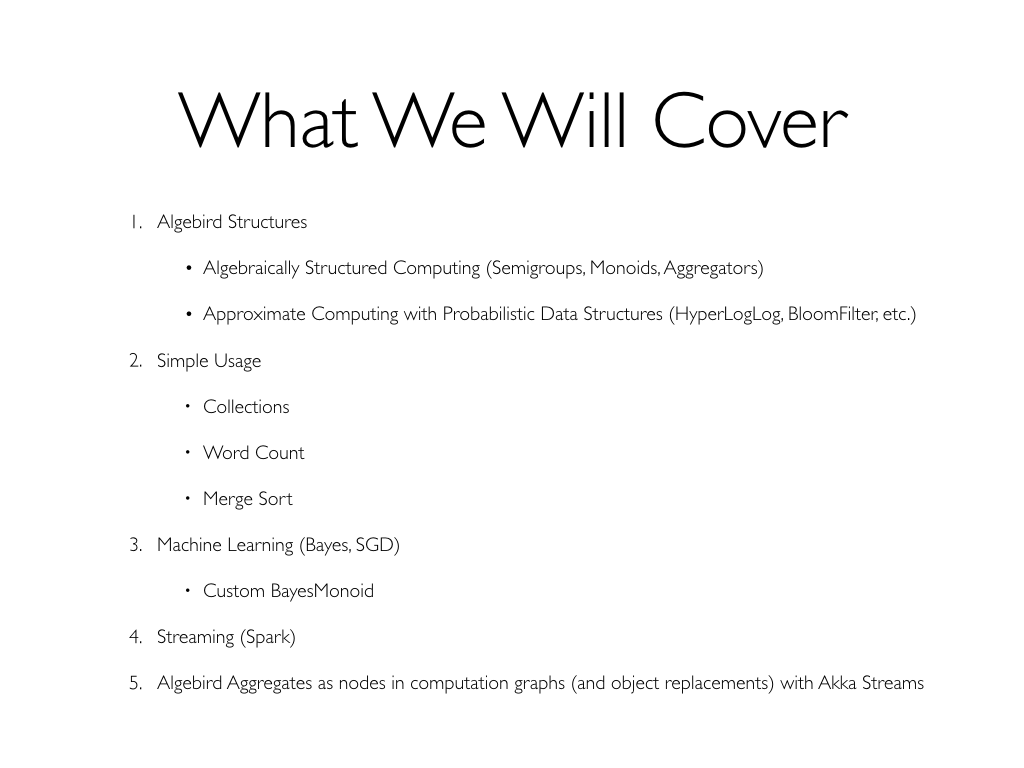 What We Will Cover
1. Algebird Structures
• Algebraically Structured Computing (Semigroups, Monoids, Aggregators)
• Approximate Computing with Probabilistic Data Structures (HyperLogLog, BloomFilter, etc.)
2. Simple Usage
• Collections
• Word Count
• Merge Sort
3. Machine Learning (Bayes, SGD)
• Custom BayesMonoid
4. Streaming (Spark)
5. Algebird Aggregates as nodes in computation graphs (and object replacements) with Akka Streams